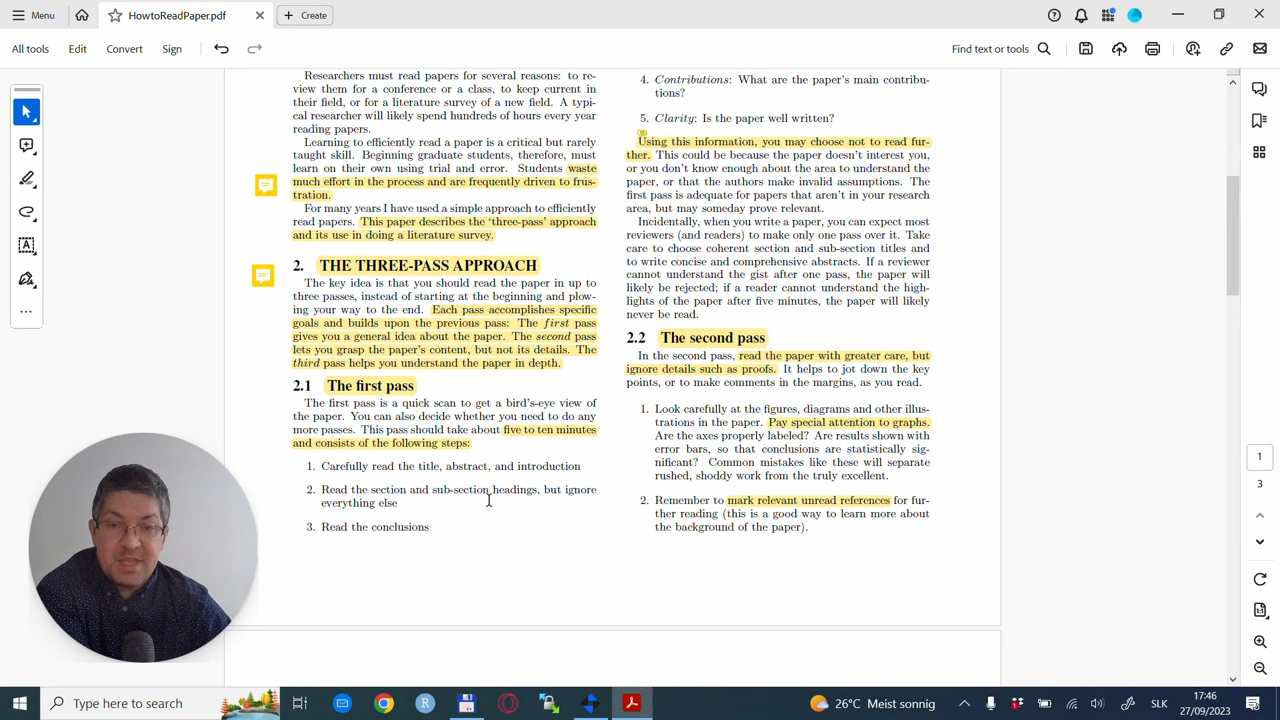 Menu
HowtoReadPaper.pdf
Create
All tools
Edit
Convert
Sign
Find text or tools
Researchers must read papers for several reasons: to re-
view them for a conference or a class, to keep current in
their field, or for a literature survey of a new field. A typi-
cal researcher will likely spend hundreds of hours every year
reading papers.
Learning to efficiently read a paper is a critical but rarely
taught skill. Beginning graduate students, therefore, must
learn on their own using trial and error. Students waste
much effort in the process and are frequently driven to frus-
tration.
For many years I have used a simple approach to efficiently
read papers. This paper describes the ‘three-pass’ approach
and its use in doing a literature survey.
2. THE THREE-PASS APPROACH
The key idea is that you should read the paper in up to
three passes, instead of starting at the beginning and plow-
ing your way to the end. Each pass accomplishes specific
goals and builds upon the previous pass: The first pass
gives you a general idea about the paper. The second pass
lets you grasp the paper's content, but not its details. The
third pass helps you understand the paper in depth.
2.1 The first pass
The first pass is a quick scan to get a bird's-eye view of
the paper. You can also decide whether you need to do any
more passes. This pass should take about five to ten minutes
and consists of the following steps:
1. Carefully read the title, abstract, and introduction
2. Read the section and sub-section headings, but ignore
everything else
3. Read the conclusions
4. Contributions: What are the paper's main contribu-
tions?
5. Clarity: Is the paper well written?
Using this information, you may choose not to read fur-
ther. This could be because the paper doesn't interest you,
or you don't know enough about the area to understand the
paper, or that the authors make invalid assumptions. The
first pass is adequate for papers that aren't in your research
area, but may someday prove relevant.
Incidentally, when you write a paper, you can expect most
reviewers (and readers) to make only one pass over it. Take
care to choose coherent section and sub-section titles and
to write concise and comprehensive abstracts. If a reviewer
cannot understand the gist after one pass, the paper will
likely be rejected; if a reader cannot understand the high-
lights of the paper after five minutes, the paper will likely
never be read.
2.2 The second pass
In the second pass, read the paper with greater care, but
ignore details such as proofs. It helps to jot down the key
points, or to make comments in the margins, as you read.
1. Look carefully at the figures, diagrams and other illus-
trations in the paper. Pay special attention to graphs.
Are the axes properly labeled? Are results shown with
error bars, so that conclusions are statistically sig-
nificant? Common mistakes like these will separate
rushed, shoddy work from the truly excellent.
2. Remember to mark relevant unread references for fur-
ther reading (this is a good way to learn more about
the background of the paper).
1
3
Type here to search
R
26°C Meist sonnig
SLK
17:46
27/09/2023